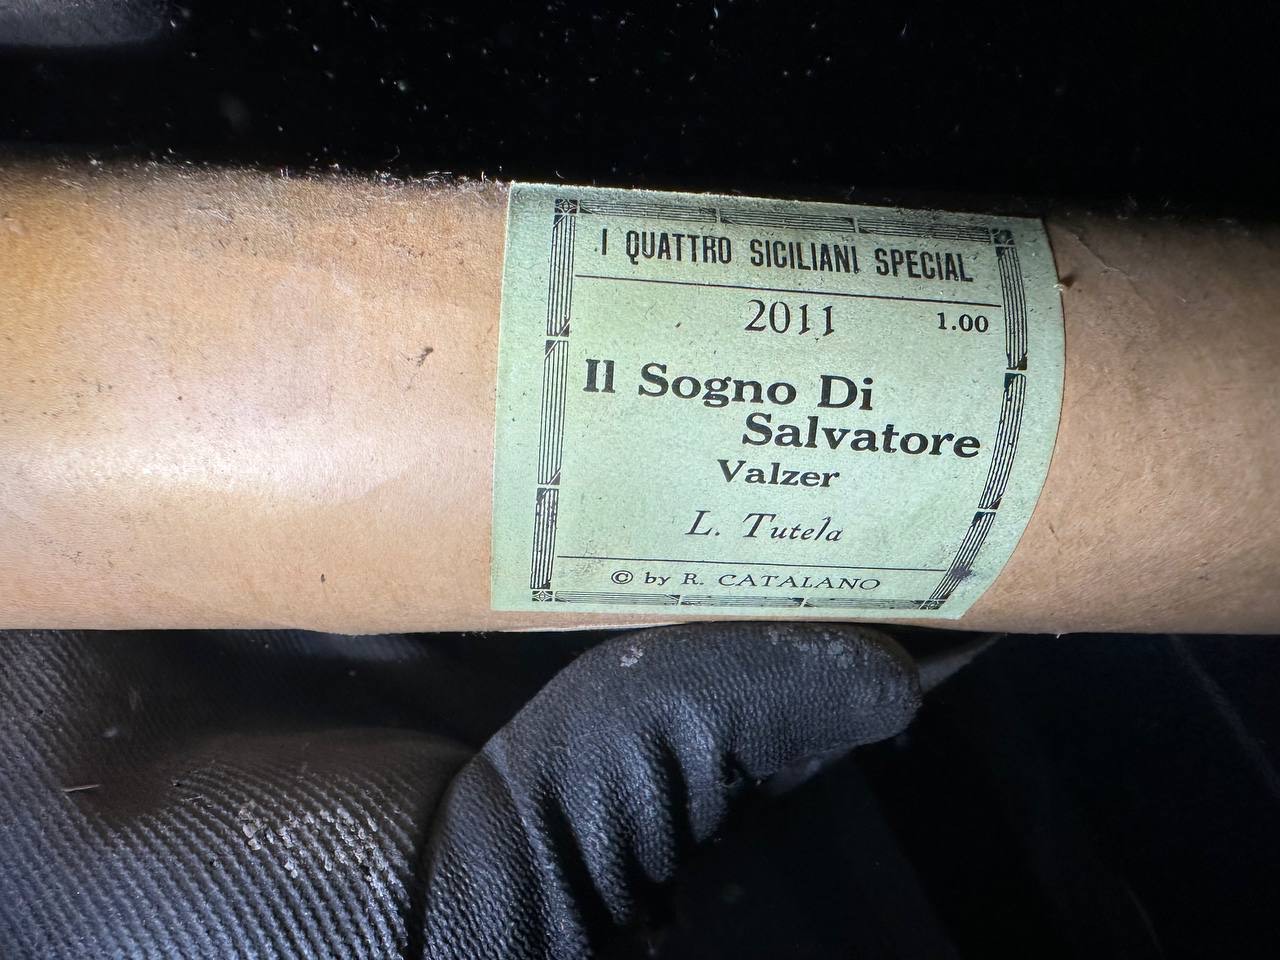 I QUATTRO SICILIANI SPECIAL
2011 1.00
Il Sogno Di
Salvatore
Valzer
L. Tutela
© by R. CATALANO